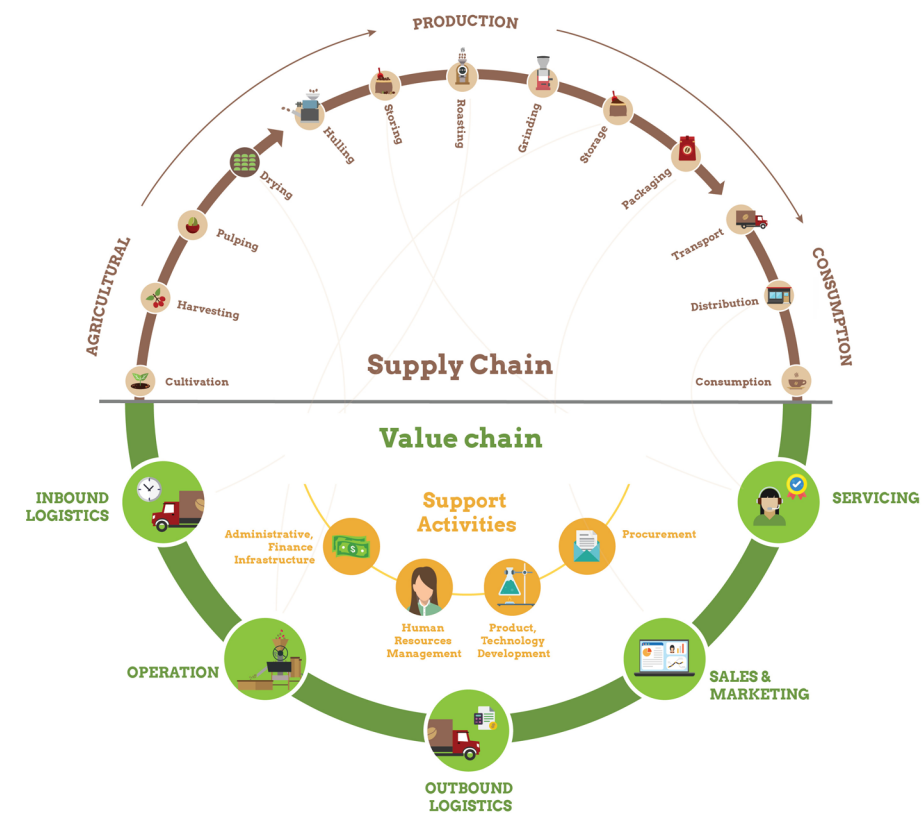 PRODUCTION
AGRICULTURAL
CONSUMPTION
Cultivation
Harvesting
Pulping
Drying
Hulling
Storing
Roasting
Grinding
Storage
Packaging
Transport
Distribution
Consumption
Supply Chain
Value chain
INBOUND
LOGISTICS
OPERATION
OUTBOUND
LOGISTICS
SALES &
MARKETING
SERVICING
Support
Activities
Administrative,
Finance
Infrastructure
Human
Resources
Management
Product,
Technology
Development
Procurement